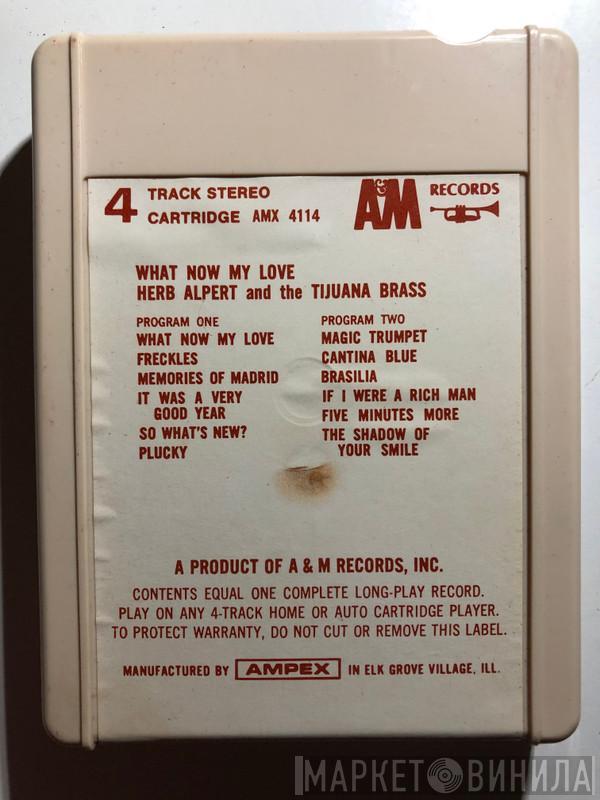 4 TRACK STEREO
CARTRIDGE AMX 4114
A&M RECORDS
WHAT NOW MY LOVE
HERB ALPERT and the TIJUANA BRASS
PROGRAM ONE
WHAT NOW MY LOVE
FRECKLES
MEMORIES OF MADRID
IT WAS A VERY
GOOD YEAR
SO WHAT'S NEW?
PLUCKY
PROGRAM TWO
MAGIC TRUMPET
CANTINA BLUE
BRASILIA
IF I WERE A RICH MAN
FIVE MINUTES MORE
THE SHADOW OF
YOUR SMILE
A PRODUCT OF A & M RECORDS, INC.
CONTENTS EQUAL ONE COMPLETE LONG-PLAY RECORD.
PLAY ON ANY 4-TRACK HOME OR AUTO CARTRIDGE PLAYER.
TO PROTECT WARRANTY, DO NOT CUT OR REMOVE THIS LABEL.
MANUFACTURED BY AMPEX IN ELK GROVE VILLAGE, ILL.
МАРКЕТ ВИНИЛА